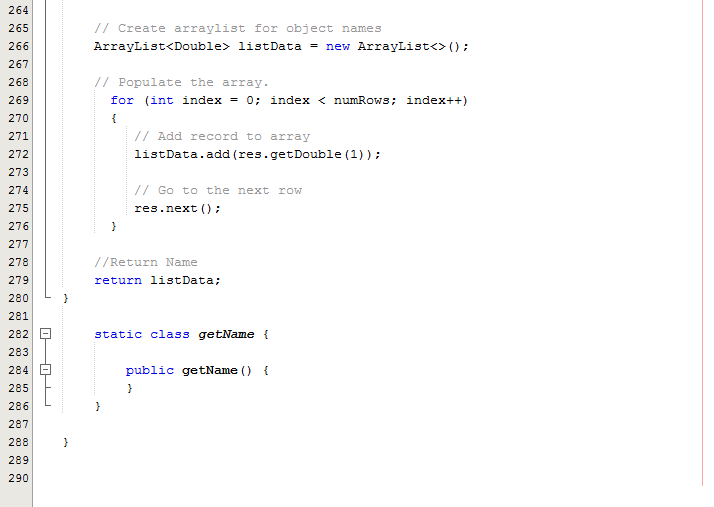 264
265 // Create arraylist for object names
266 ArrayList<Double> listData = new ArrayList<>();
267
268 // Populate the array.
269 for (int index = 0; index < numRows; index++)
270 {
271 // Add record to array
272 listData.add(res.getDouble(1));
273
274 // Go to the next row
275 res.next();
276 }
277
278 //Return Name
279 return listData;
280 }
281
282 static class getName {
283
284 public getName() {
285 }
286 }
287
288 }
289
290